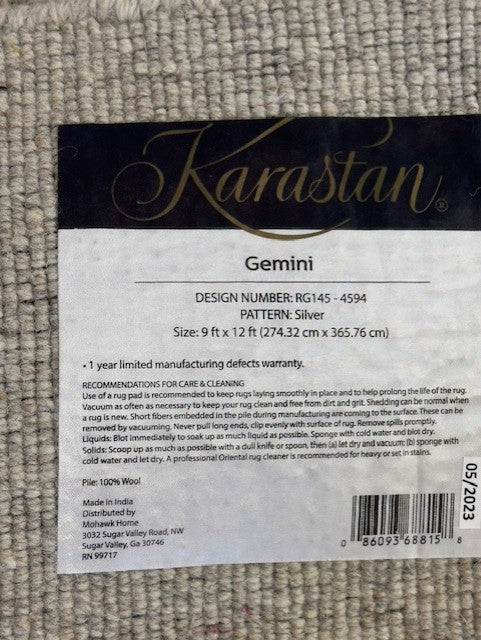 Karastan®
Gemini
DESIGN NUMBER: RG145 - 4594
PATTERN: Silver
Size: 9 ft x 12 ft (274.32 cm x 365.76 cm)
• 1 year limited manufacturing defects warranty.
RECOMMENDATIONS FOR CARE & CLEANING
Use of a rug pad is recommended to keep rugs laying smoothly in place and to help prolong the life of the rug.
Vacuum as often as necessary to keep your rug clean and free from dirt and grit. Shedding can be normal when
a rug is new. Short fibers embedded in the pile during manufacturing are coming to the surface. These can be
removed by vacuuming. Never pull long ends, clip evenly with surface of rug. Remove spills promptly.
Liquids: Blot immediately to soak up as much liquid as possible. Sponge with cold water and blot dry.
Solids: Scoop up as much as possible with a dull knife or spoon, then (a) let dry and vacuum; (b) sponge with
cold water and let dry. A professional Oriental rug cleaner is recommended for heavy or set in stains.
Pile: 100% Wool
Made in India
Distributed by
Mohawk Home
3032 Sugar Valley Road, NW
Sugar Valley, Ga 30746
RN 99717
0 86093 68815 8
05/2023